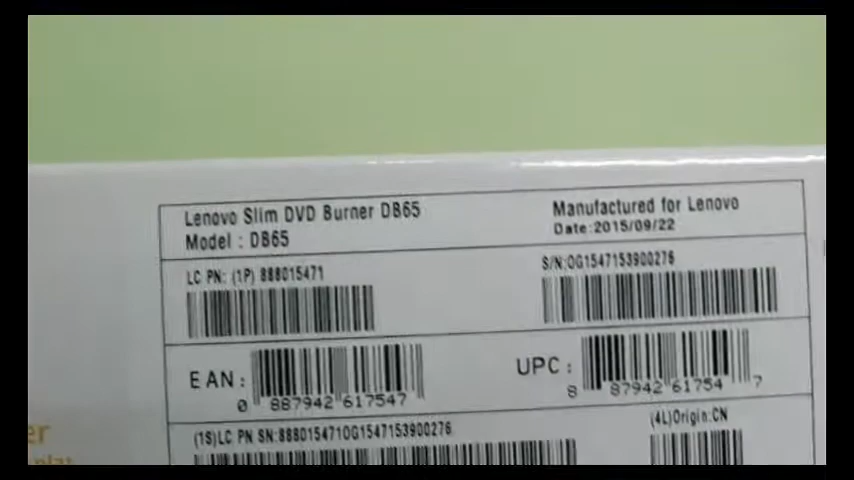 Lenovo Slim DVD Burner DB65
Manufactured for Lenovo
Model : DB65
Date:2015/09/22
LC PN: (1P) 888015471
S/N:0G1547153900276
EAN:
0 887942 617547
UPC:
8 87942 61754 7
(1S)LC PN SN:8880154710G1547153900276
(4L)Origin:CN
er